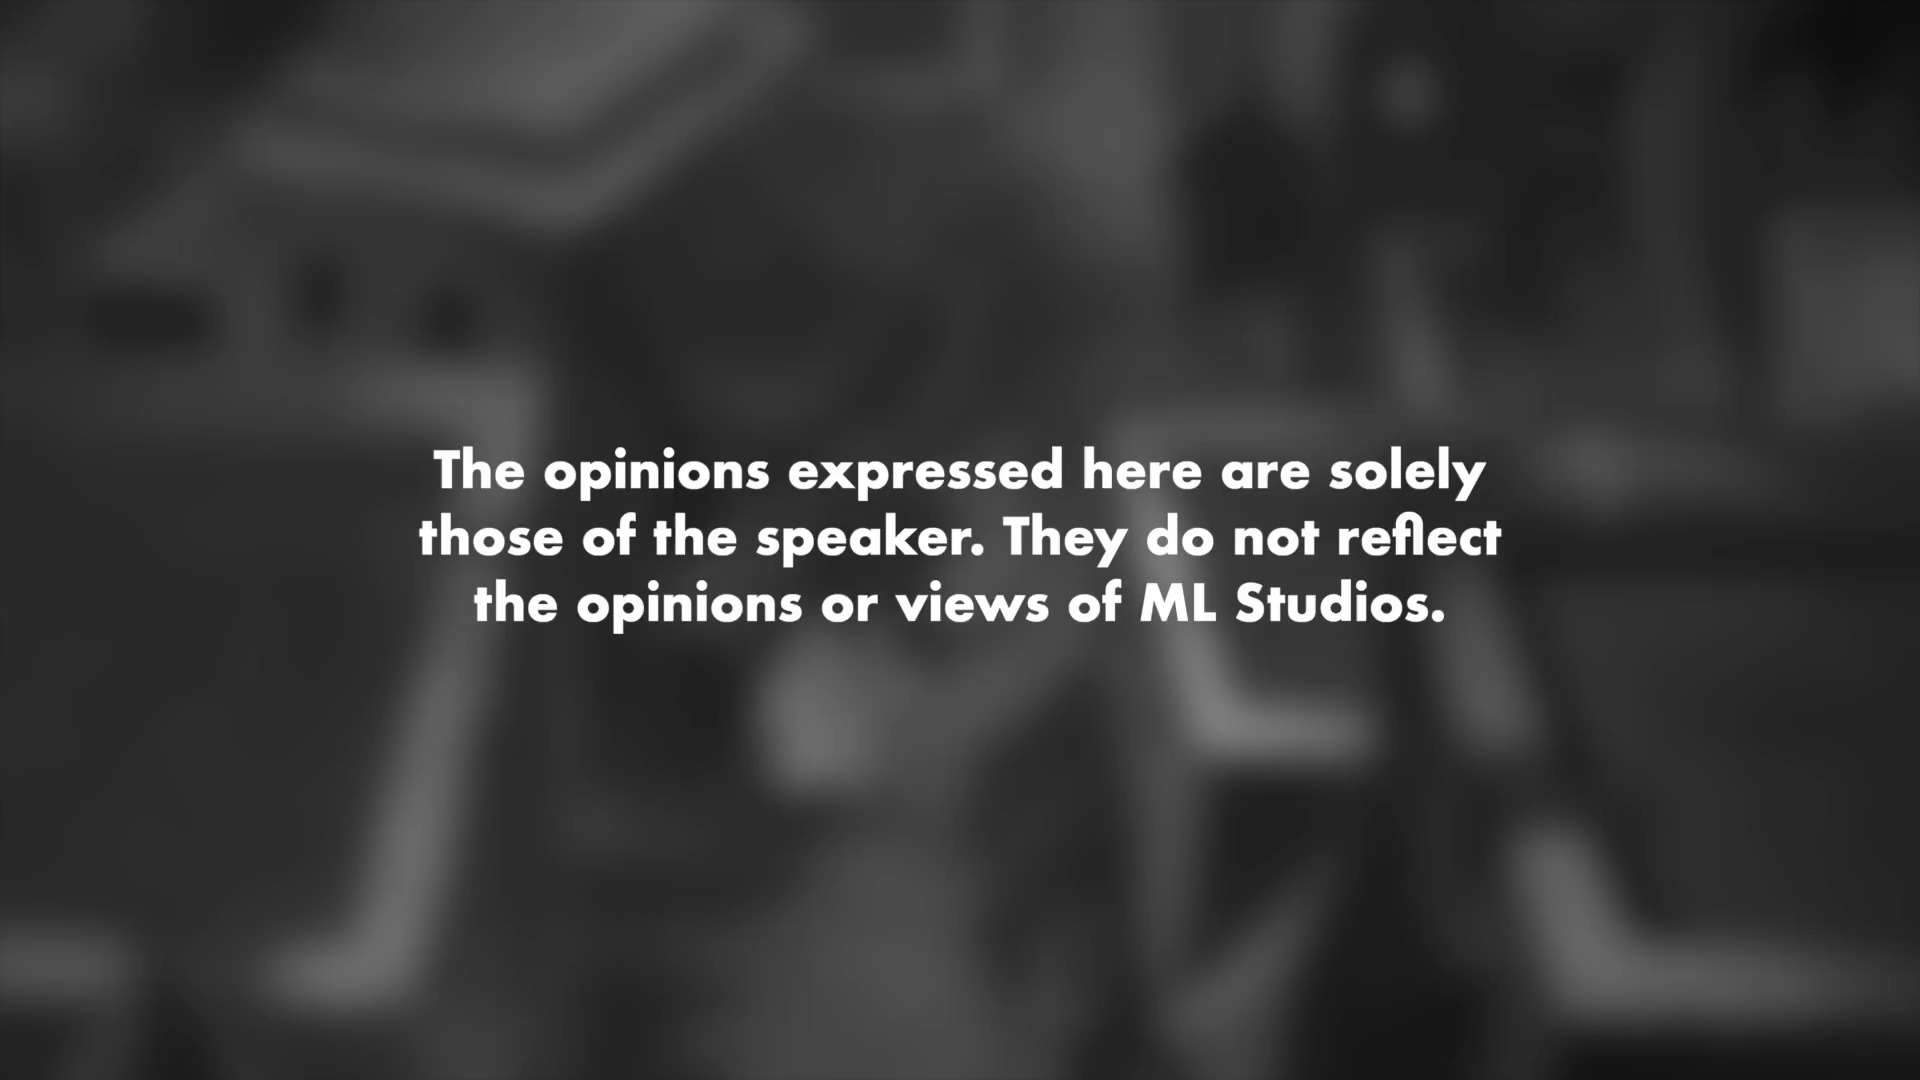 The opinions expressed here are solely
those of the speaker. They do not reflect
the opinions or views of ML Studios.